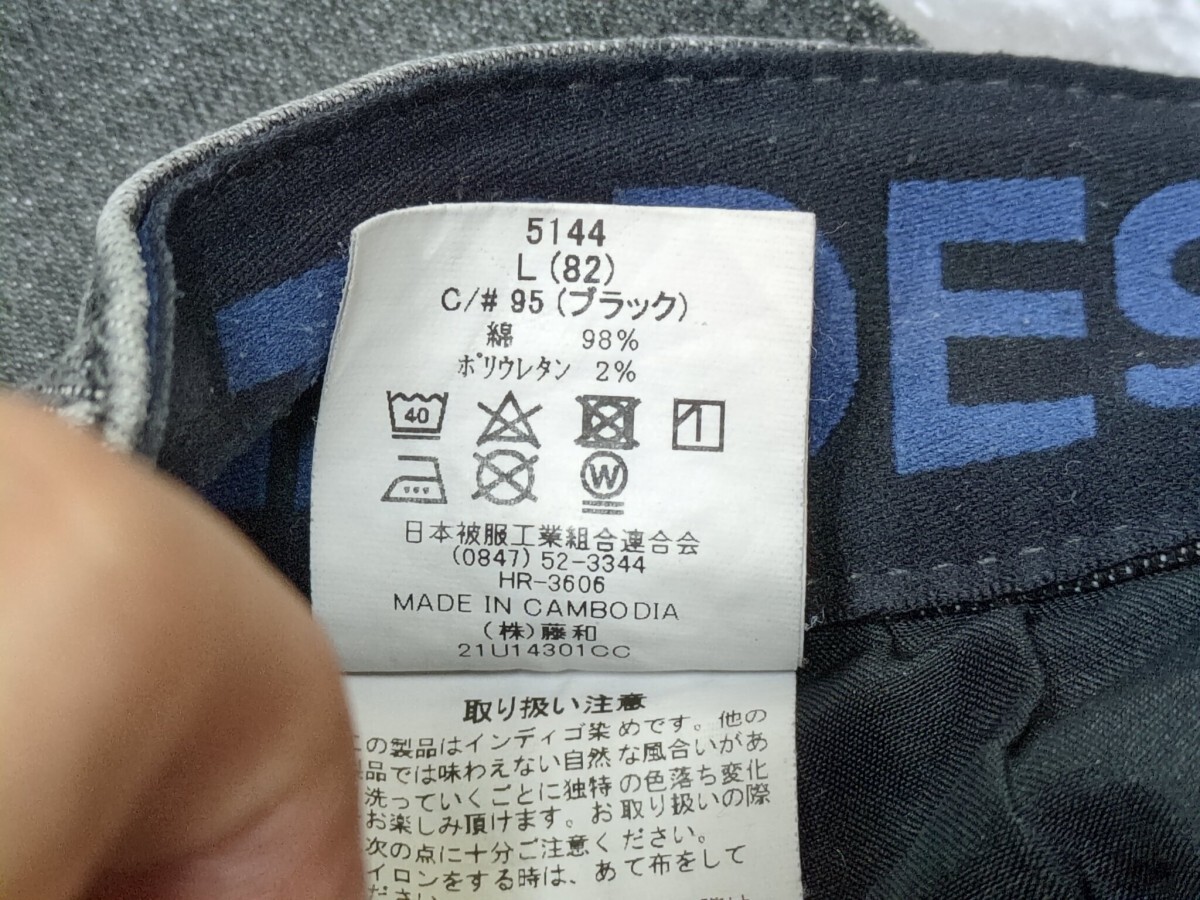 5144
L (82)
C/# 95 (ブラック)
綿 98%
ポリウレタン 2%
40
W
日本被服工業組合連合会
(0847) 52-3344
HR-3606
MADE IN CAMBODIA
(株) 藤和
21U14301CC
取り扱い注意
の製品はインディゴ染めです。他の
品では味わえない自然な風合いがあ
洗っていくごとに独特の色落ち変化
お楽しみ頂けます。お取り扱いの際
次の点に十分ご注意ください。
イロンをする時は、あて布をして
ださい。
DES